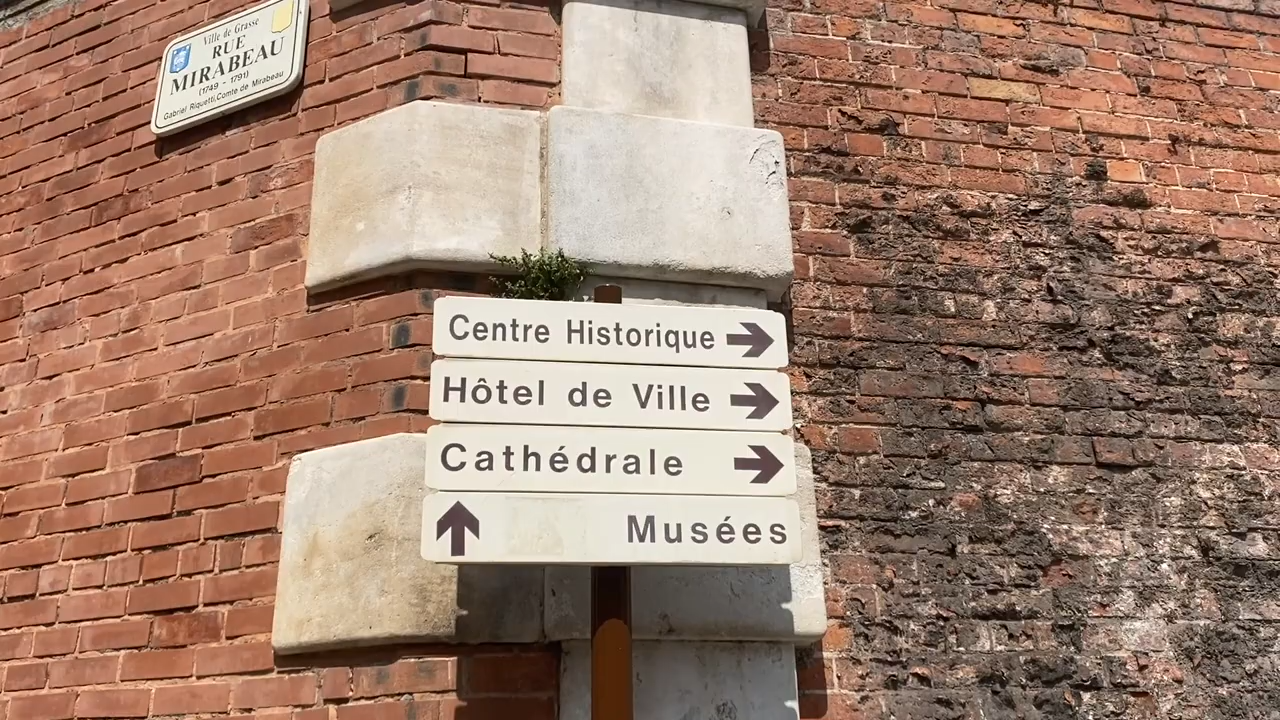 Ville de Grasse
RUE
MIRABEAU
(1749 - 1791)
Gabriel Riquetti, Comte de Mirabeau
Centre Historique
Hôtel de Ville
Cathédrale
Musées